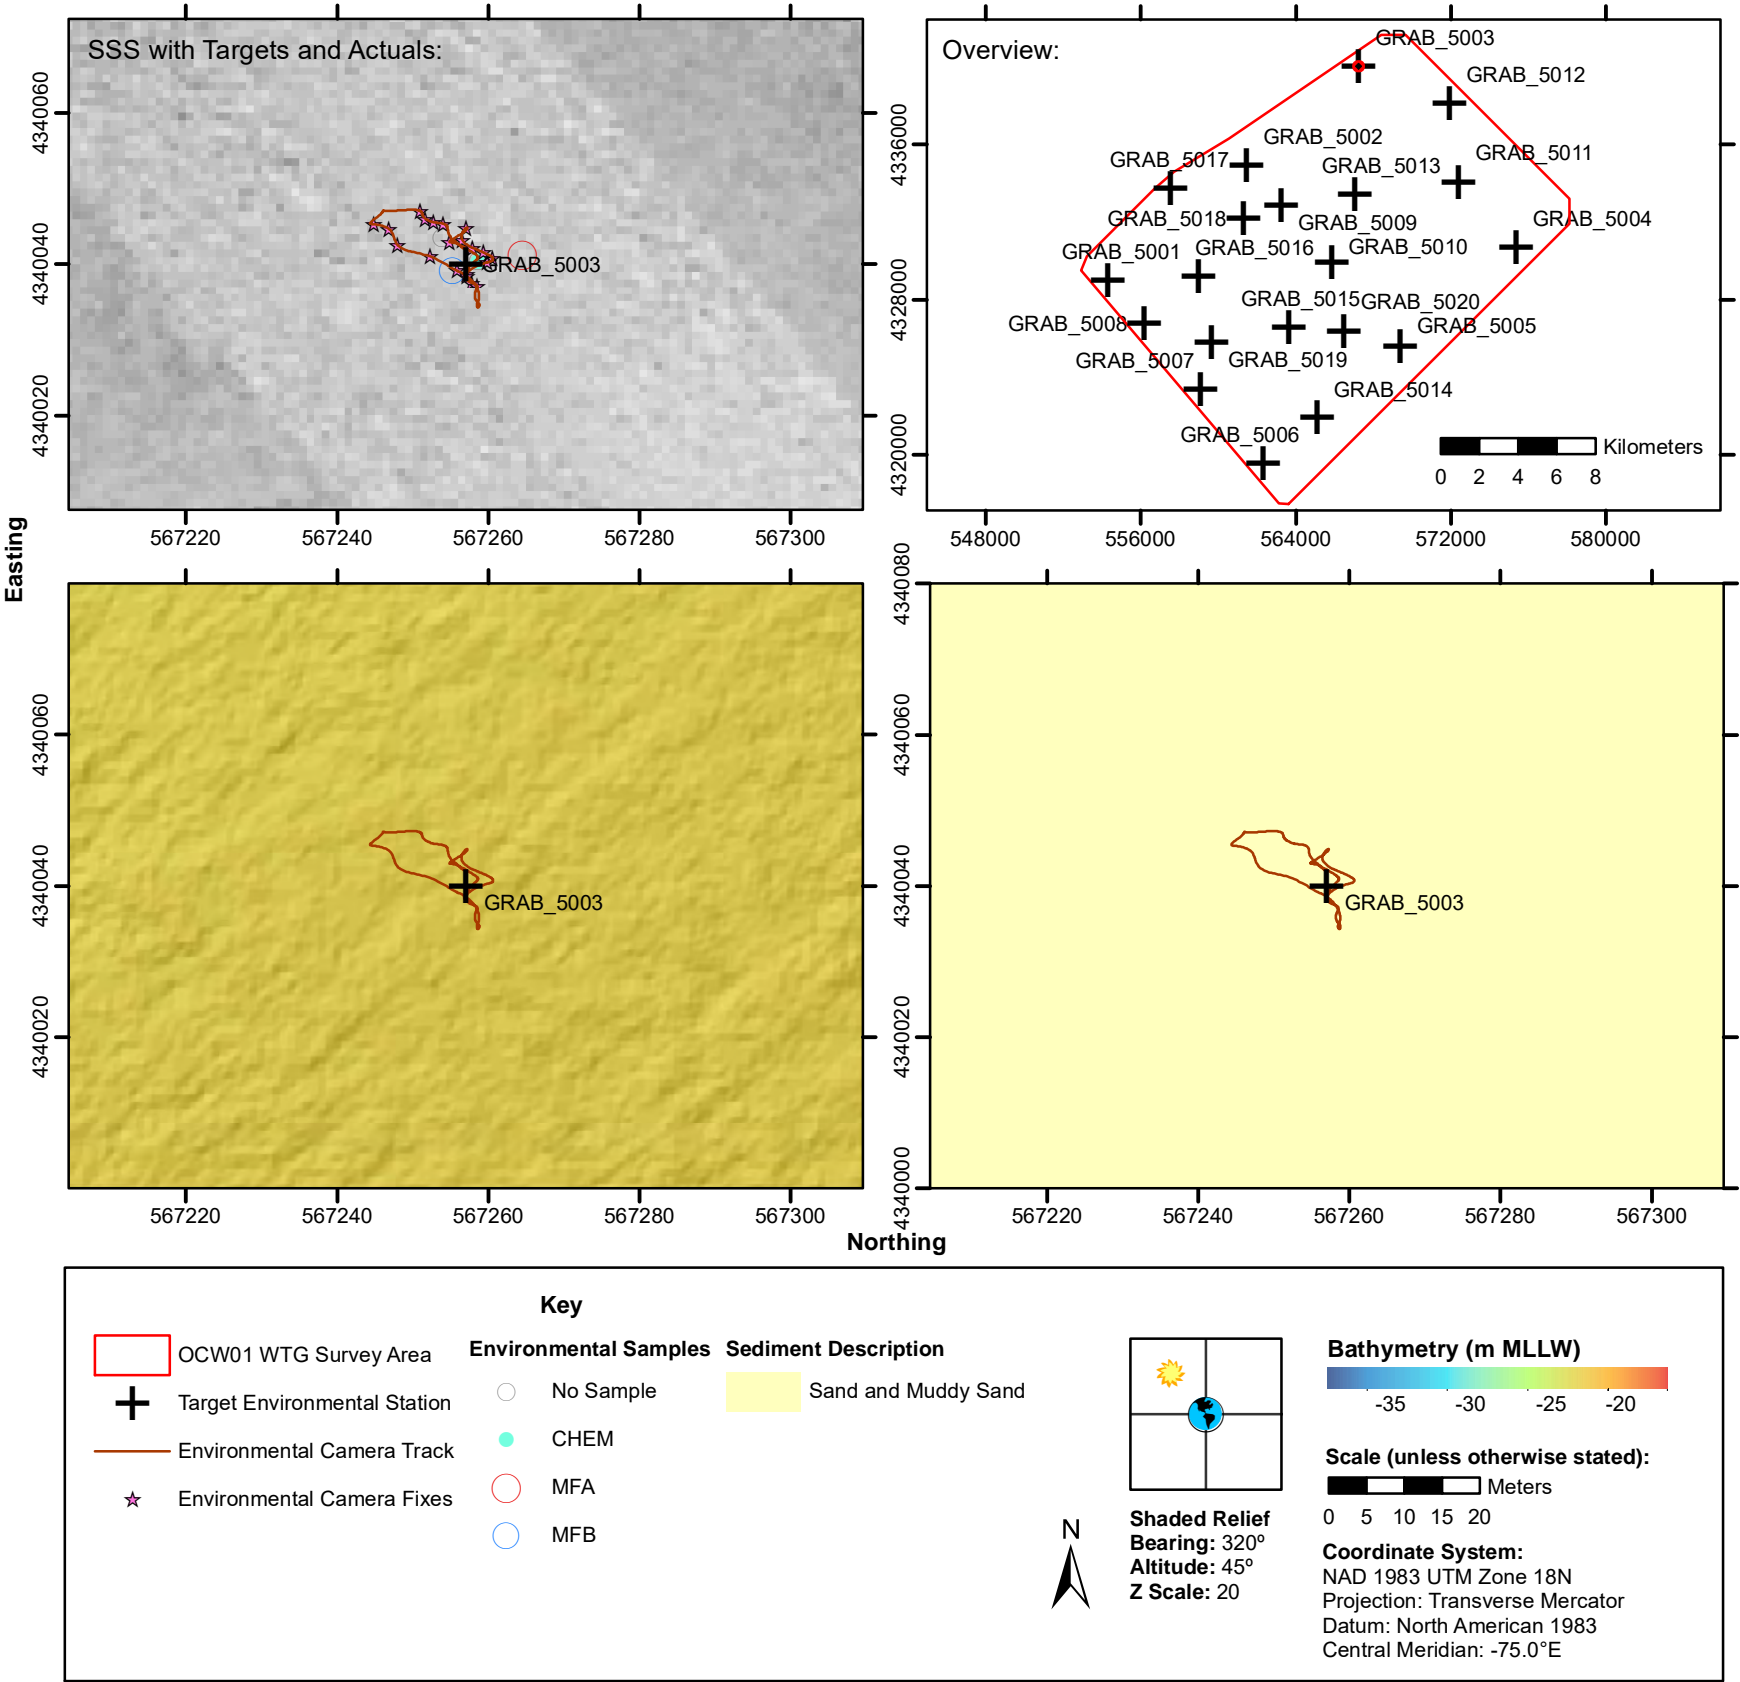 SSS with Targets and Actuals:
4340060
4340040
4340020
GRAB_5003
567220
567240
567260
567280
567300
Overview:
GRAB_5003
GRAB_5012
GRAB_5002
GRAB_5017
GRAB_5013
GRAB_5011
GRAB_5018
GRAB_5009
GRAB_5004
GRAB_5001
GRAB_5016
GRAB_5010
GRAB_5015
GRAB_5020
GRAB_5008
GRAB_5005
GRAB_5007
GRAB_5019
GRAB_5014
GRAB_5006
Kilometers
0 2 4 6 8
4336000
4328000
4320000
548000
556000
564000
572000
580000
Easting
4340060
4340040
4340020
GRAB_5003
567220
567240
567260
567280
567300
4340080
4340060
4340040
4340020
4340000
GRAB_5003
567220
567240
567260
567280
567300
Northing
Key
OCW01 WTG Survey Area
Target Environmental Station
Environmental Camera Track
Environmental Camera Fixes
Environmental Samples
No Sample
CHEM
MFA
MFB
Sediment Description
Sand and Muddy Sand
N
Shaded Relief
Bearing: 320º
Altitude: 45º
Z Scale: 20
Bathymetry (m MLLW)
-35 -30 -25 -20
Scale (unless otherwise stated):
Meters
0 5 10 15 20
Coordinate System:
NAD 1983 UTM Zone 18N
Projection: Transverse Mercator
Datum: North American 1983
Central Meridian: -75.0°E